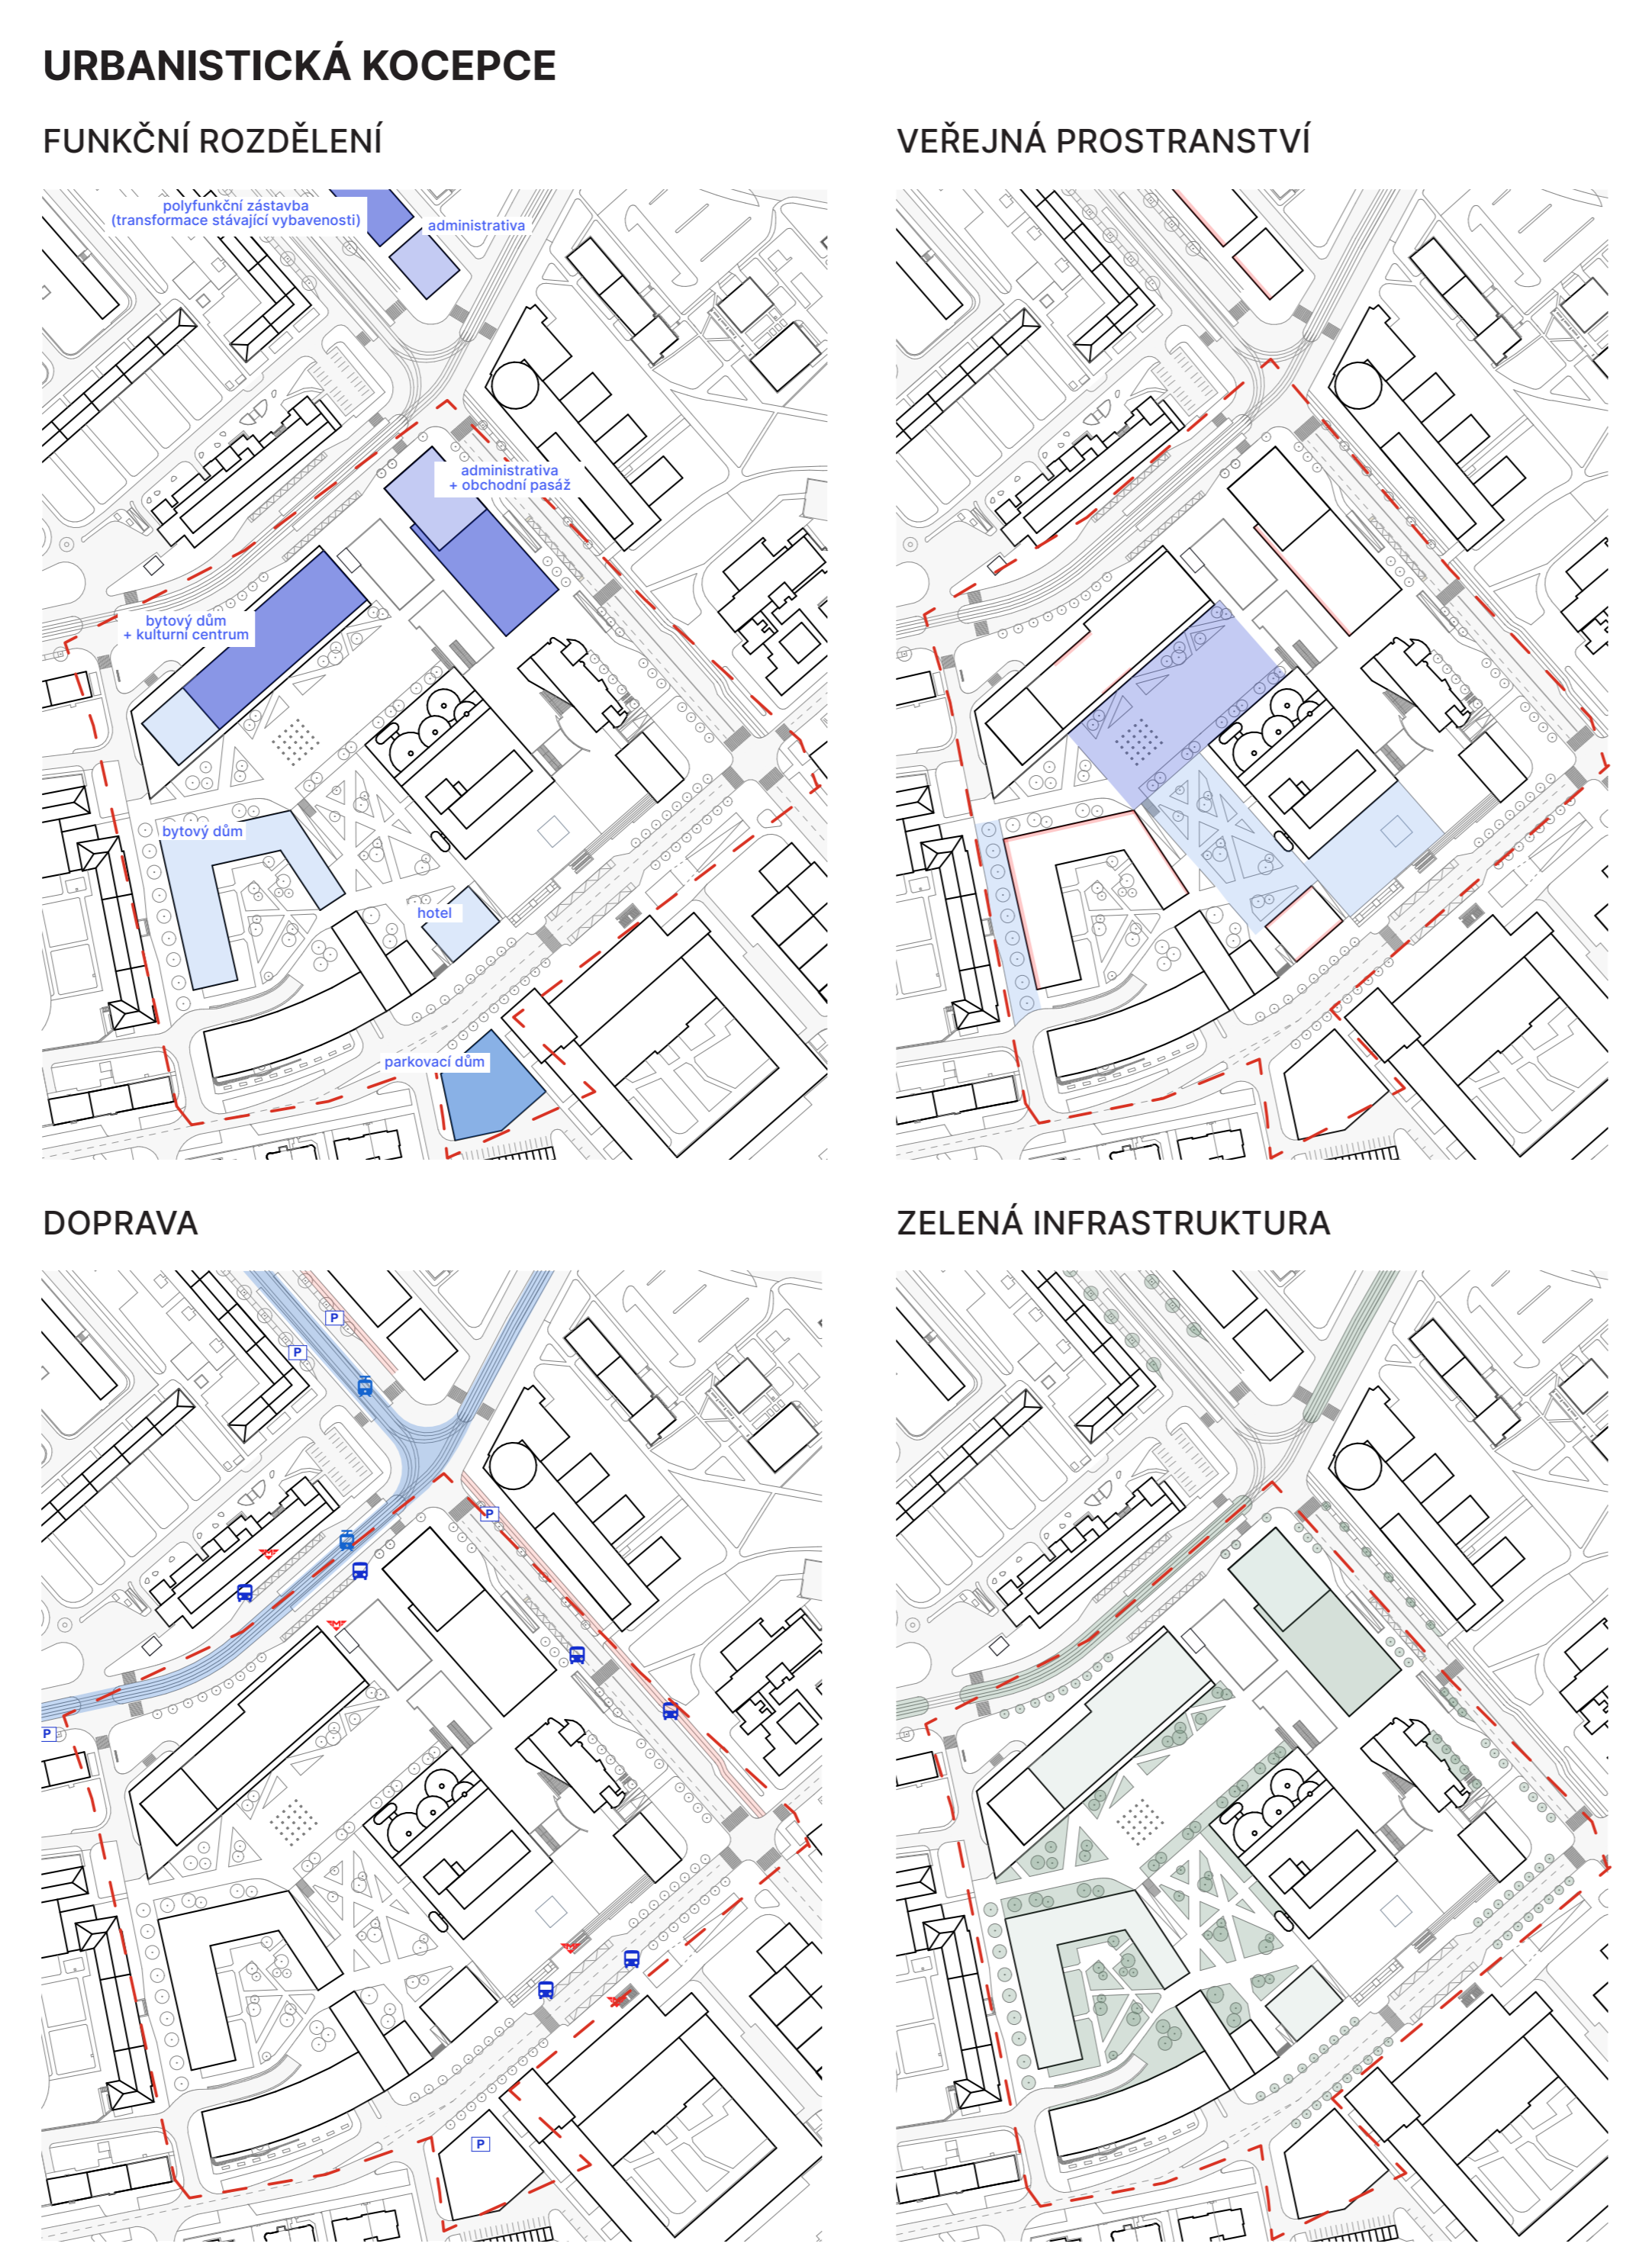 URBANISTICKÁ KOCEPCE
FUNKČNÍ ROZDĚLENÍ
VEŘEJNÁ PROSTRANSTVÍ
polyfunkční zástavba
(transformace stávající vybavenosti)
administrativa
administrativa
+ obchodní pasáž
bytový dům
+ kulturní centrum
bytový dům
hotel
parkovací dům
DOPRAVA
ZELENÁ INFRASTRUKTURA
P
P
P
P
P